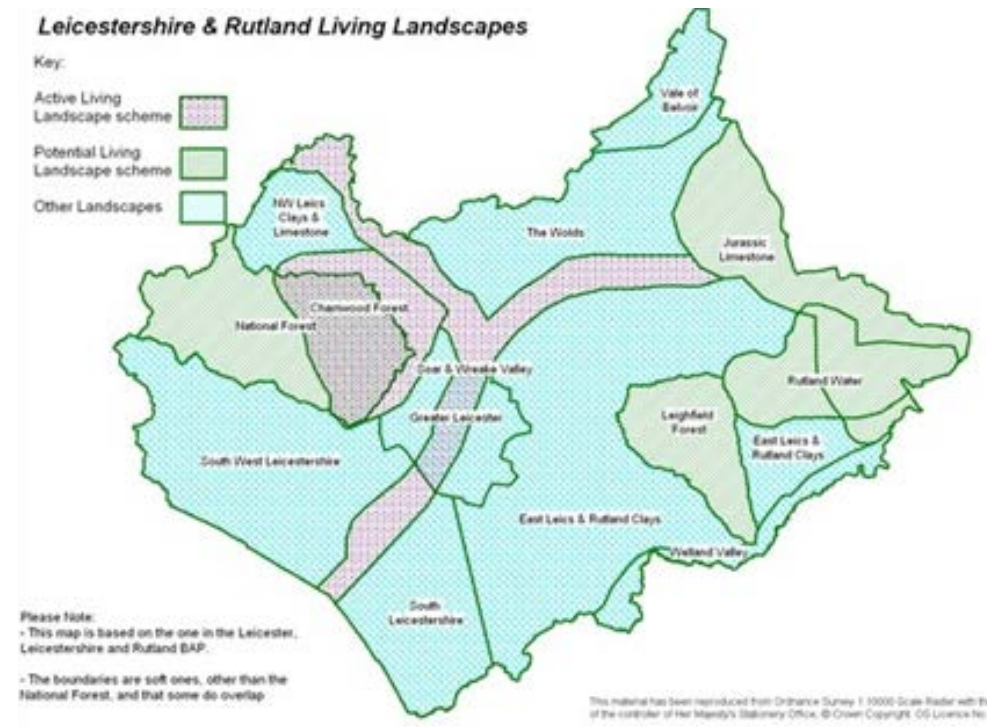 Leicestershire & Rutland Living Landscapes
Key:
Active Living
Landscape scheme
Potential Living
Landscape scheme
Other Landscapes
Vale of
Belvoir
NW Leics
Clays &
Limestone
The Wolds
Jurassic
Limestone
Charnwood Forest
National Forest
Soar & Wreake Valley
Rutland Water
Greater Leicester
Leighfield
Forest
East Leics &
Rutland Clays
South West Leicestershire
East Leics & Rutland Clays
Welland Valley
South
Leicestershire
Please Note:
- This map is based on the one in the Leicester,
Leicestershire and Rutland BAP.
- The boundaries are soft ones, other than the
National Forest, and that some do overlap
This material has been reproduced from Ordnance Survey 1:10000 Scale Raster with th
of the controller of Her Majesty's Stationery Office, © Crown Copyright. OS Licence No